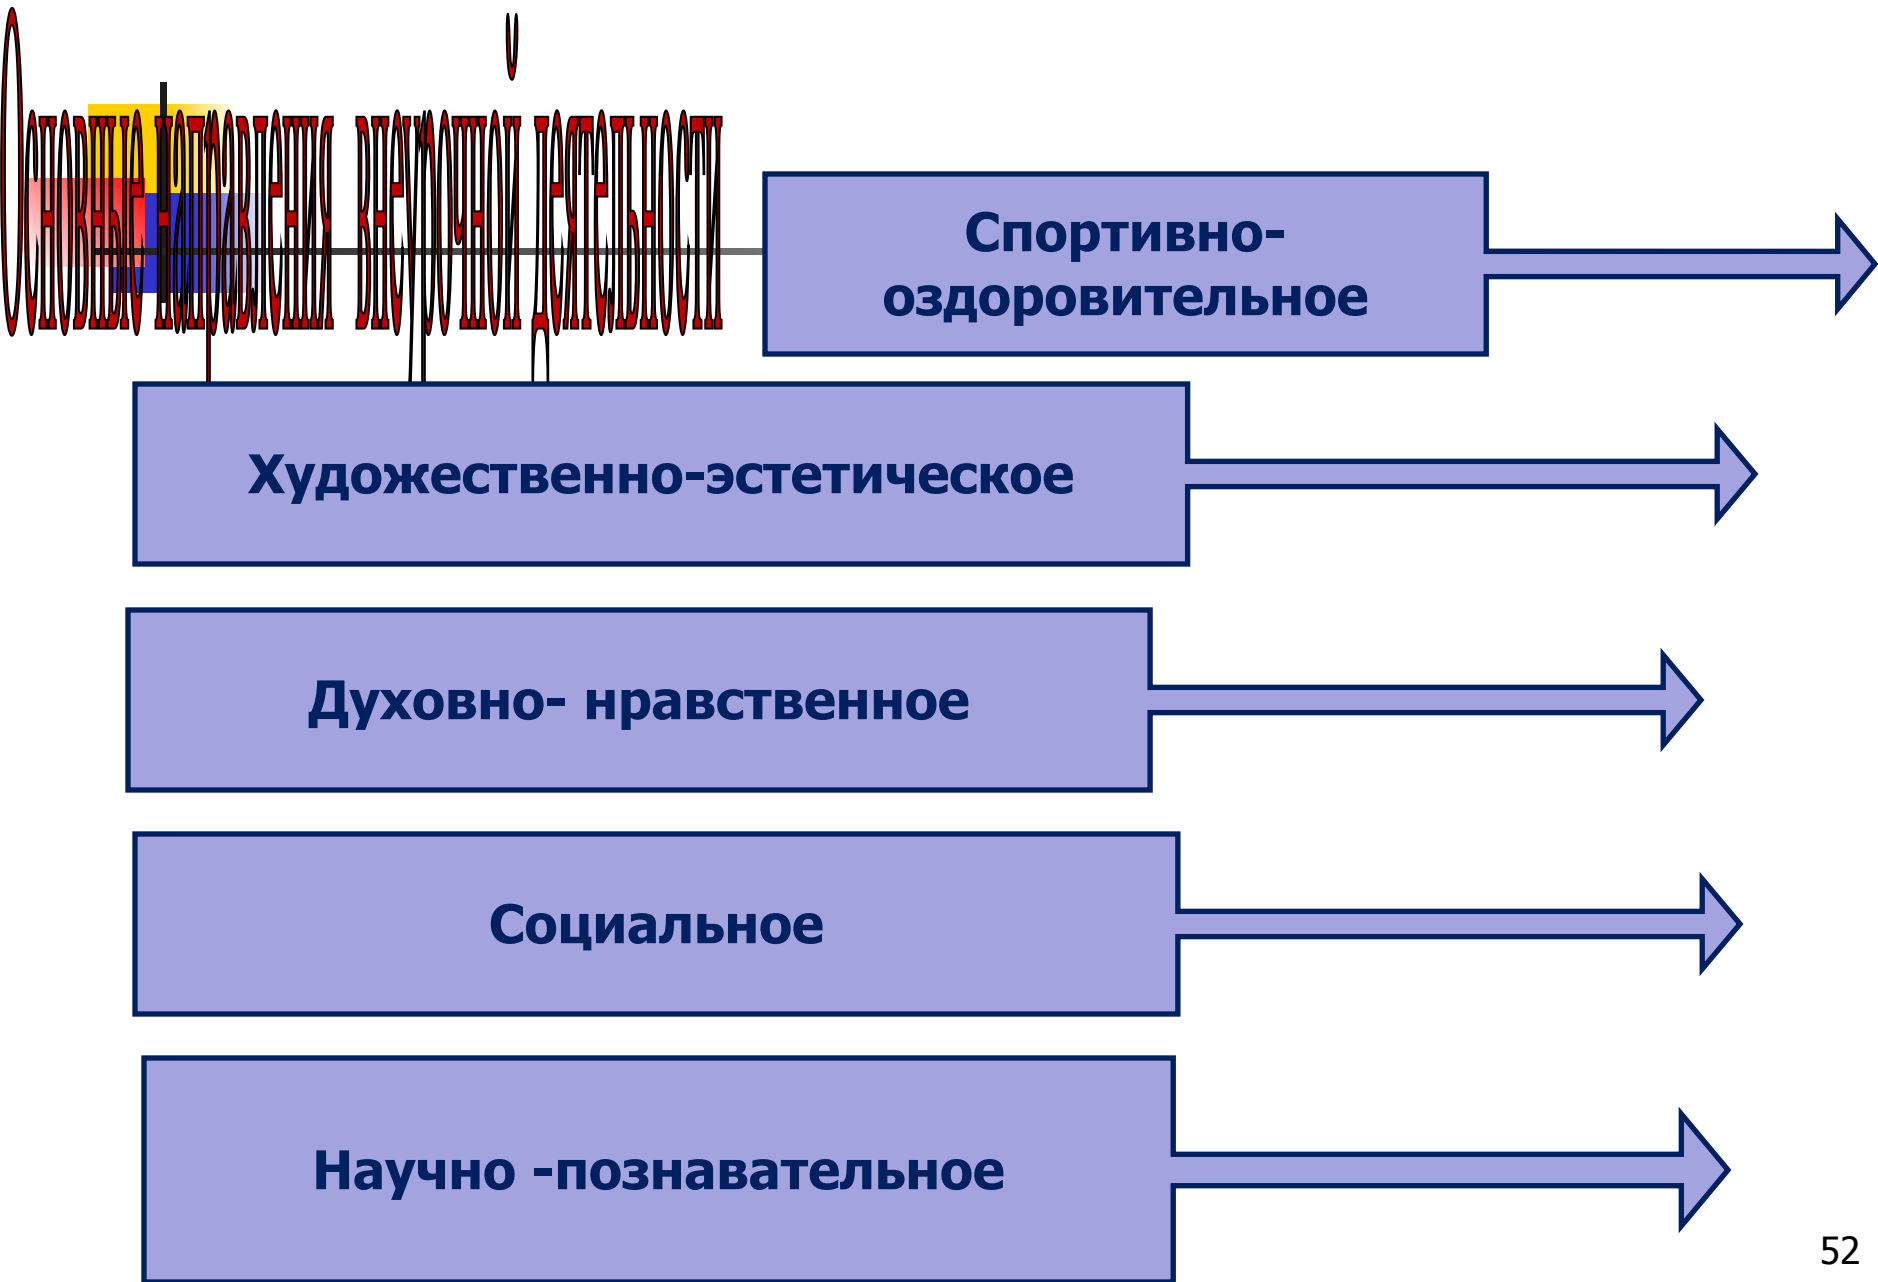 Основные направления внеурочной деятельности
Спортивно-
оздоровительное
Художественно-эстетическое
Духовно- нравственное
Социальное
Научно -познавательное
52